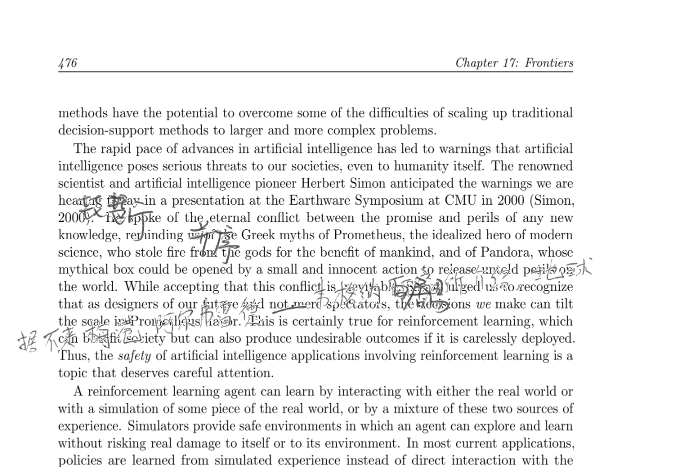 476
Chapter 17: Frontiers
methods have the potential to overcome some of the difficulties of scaling up traditional
decision-support methods to larger and more complex problems.
The rapid pace of advances in artificial intelligence has led to warnings that artificial
intelligence poses serious threats to our societies, even to humanity itself. The renowned
scientist and artificial intelligence pioneer Herbert Simon anticipated the warnings we are
hearing today in a presentation at the Earthware Symposium at CMU in 2000 (Simon,
2000). He spoke of the eternal conflict between the promise and perils of any new
knowledge, reminding us of the Greek myths of Prometheus, the idealized hero of modern
science, who stole fire from the gods for the benefit of mankind, and of Pandora, whose
mythical box could be opened by a small and innocent action to release untold perils on
the world. While accepting that this conflict is inevitable, Simon urged us to recognize
that as designers of our future and not mere spectators, the decisions we make can tilt
the scale in Prometheus' favor. This is certainly true for reinforcement learning, which
can benefit society but can also produce undesirable outcomes if it is carelessly deployed.
Thus, the safety of artificial intelligence applications involving reinforcement learning is a
topic that deserves careful attention.
A reinforcement learning agent can learn by interacting with either the real world or
with a simulation of some piece of the real world, or by a mixture of these two sources of
experience. Simulators provide safe environments in which an agent can explore and learn
without risking real damage to itself or to its environment. In most current applications,
policies are learned from simulated experience instead of direct interaction with the